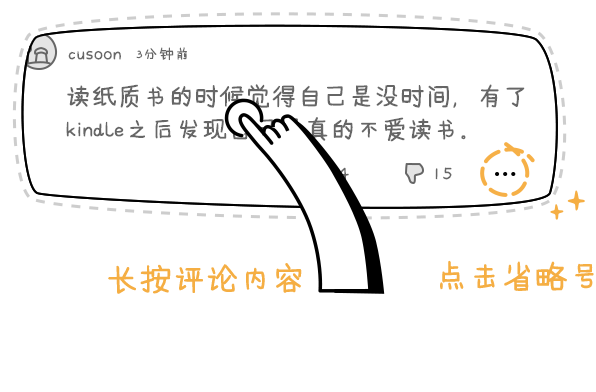 cusoon 3分钟前
读纸质书的时候觉得自己是没时间，有了
kindle之后发现 真的不爱读书。
4 15
长按评论内容 点击省略号